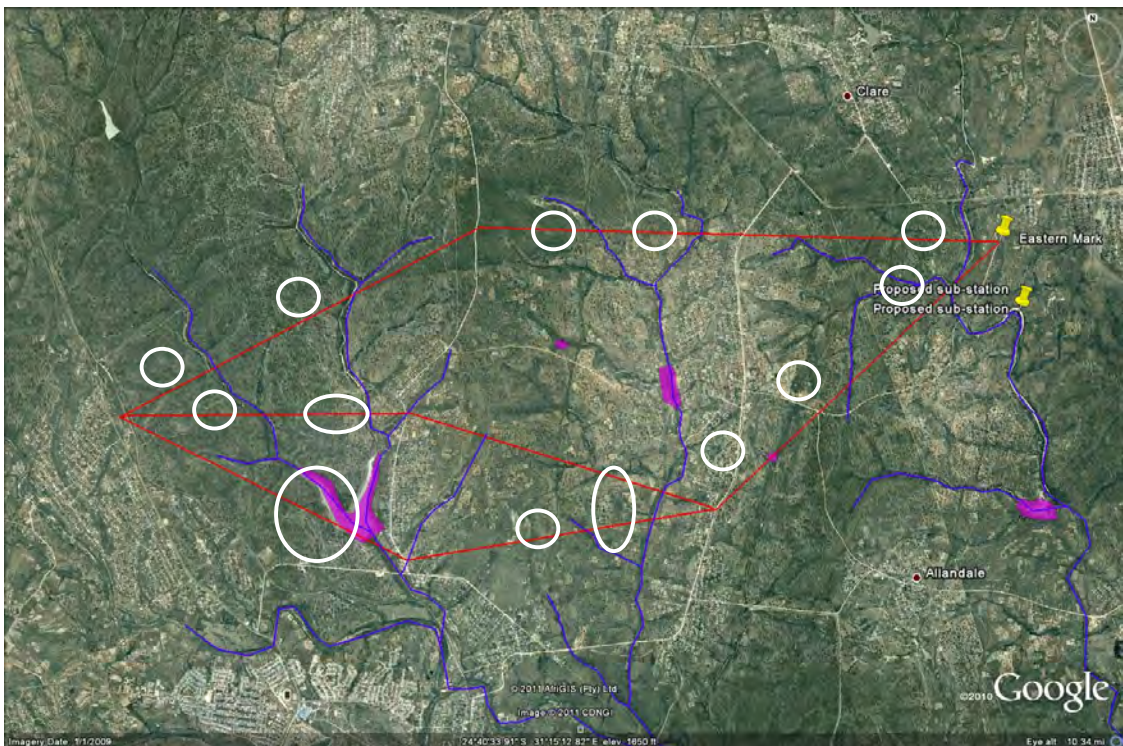 N
Clare
Eastern Mark
Proposed sub-station
Proposed sub-station
Allandale
© 2011 AfriGIS (Pty) Ltd
Image © 2011 CDNGI
©2010 Google
Imagery Date: 1/1/2009
24°40'33.91" S 31°15'12.82" E elev 1650 ft
Eye alt 10.34 mi